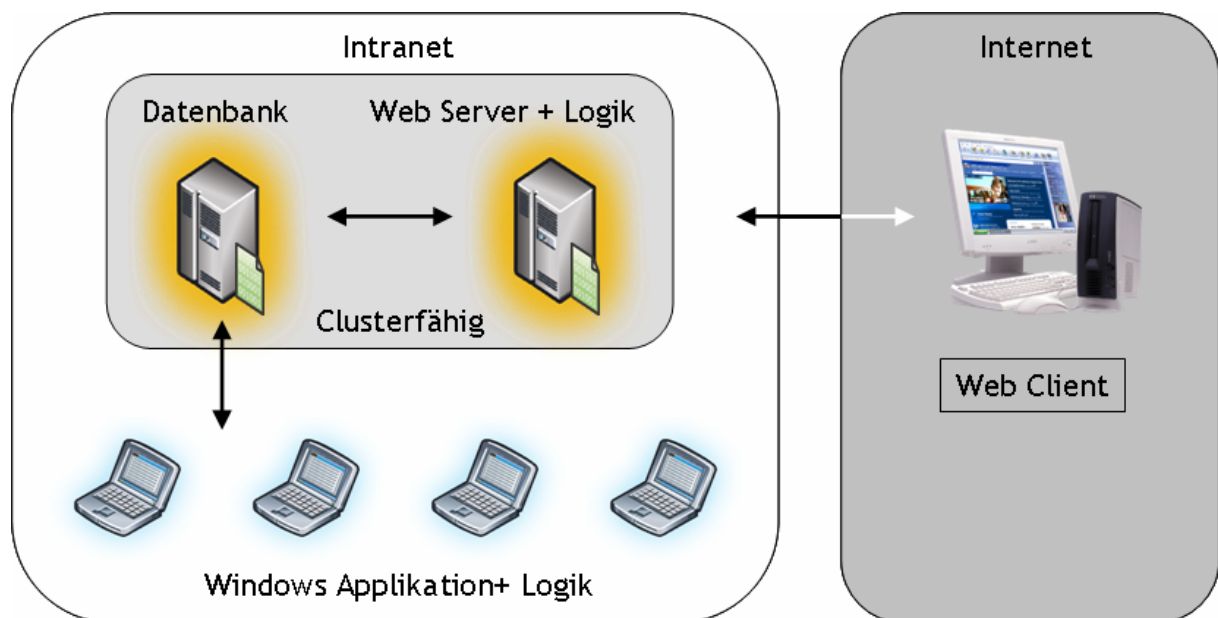 Intranet
Internet
Datenbank
Web Server + Logik
Clusterfähig
Web Client
Windows Applikation+ Logik